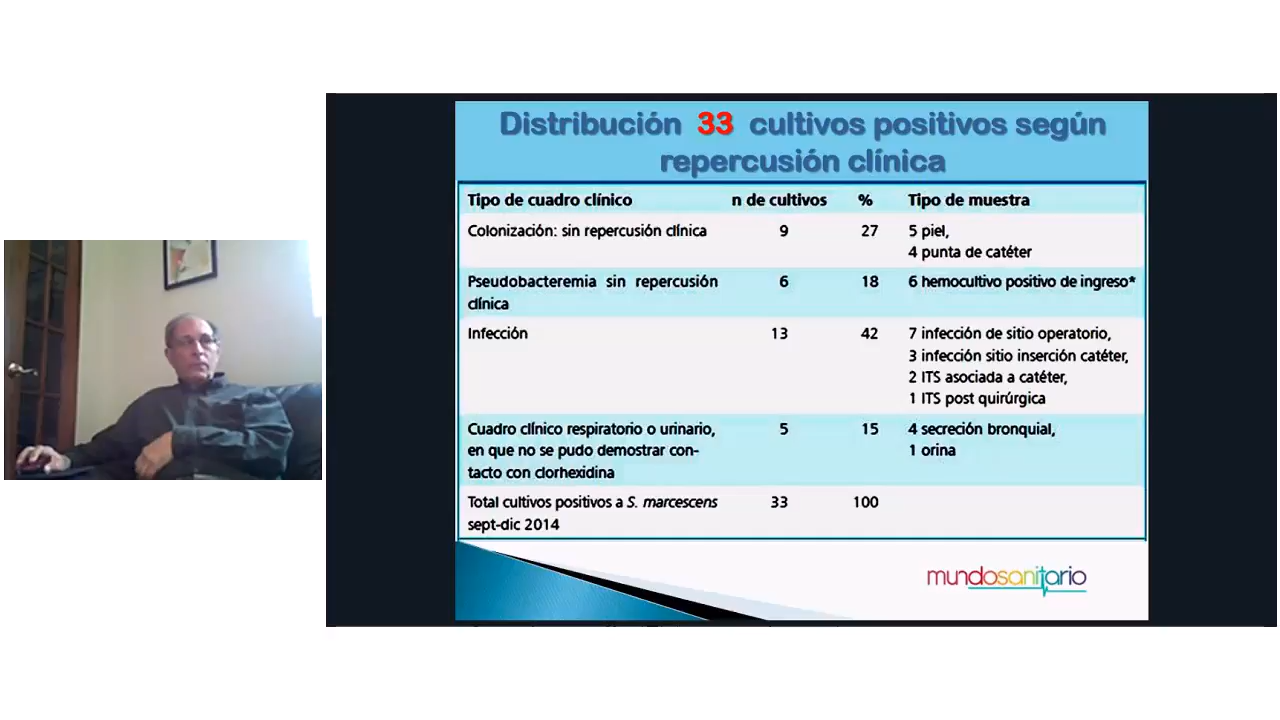 Distribución 33 cultivos positivos según
repercusión clínica
Tipo de cuadro clínico n de cultivos % Tipo de muestra
Colonización: sin repercusión clínica 9 27 5 piel,
4 punta de catéter
Pseudobacteremia sin repercusión 6 18 6 hemocultivo positivo de ingreso*
clínica
Infección 13 42 7 infección de sitio operatorio,
3 infección sitio inserción catéter,
2 ITS asociada a catéter,
1 ITS post quirúrgica
Cuadro clínico respiratorio o urinario, 5 15 4 secreción bronquial,
en que no se pudo demostrar con- 1 orina
tacto con clorhexidina
Total cultivos positivos a S. marcescens 33 100
sept-dic 2014
mundosanitario